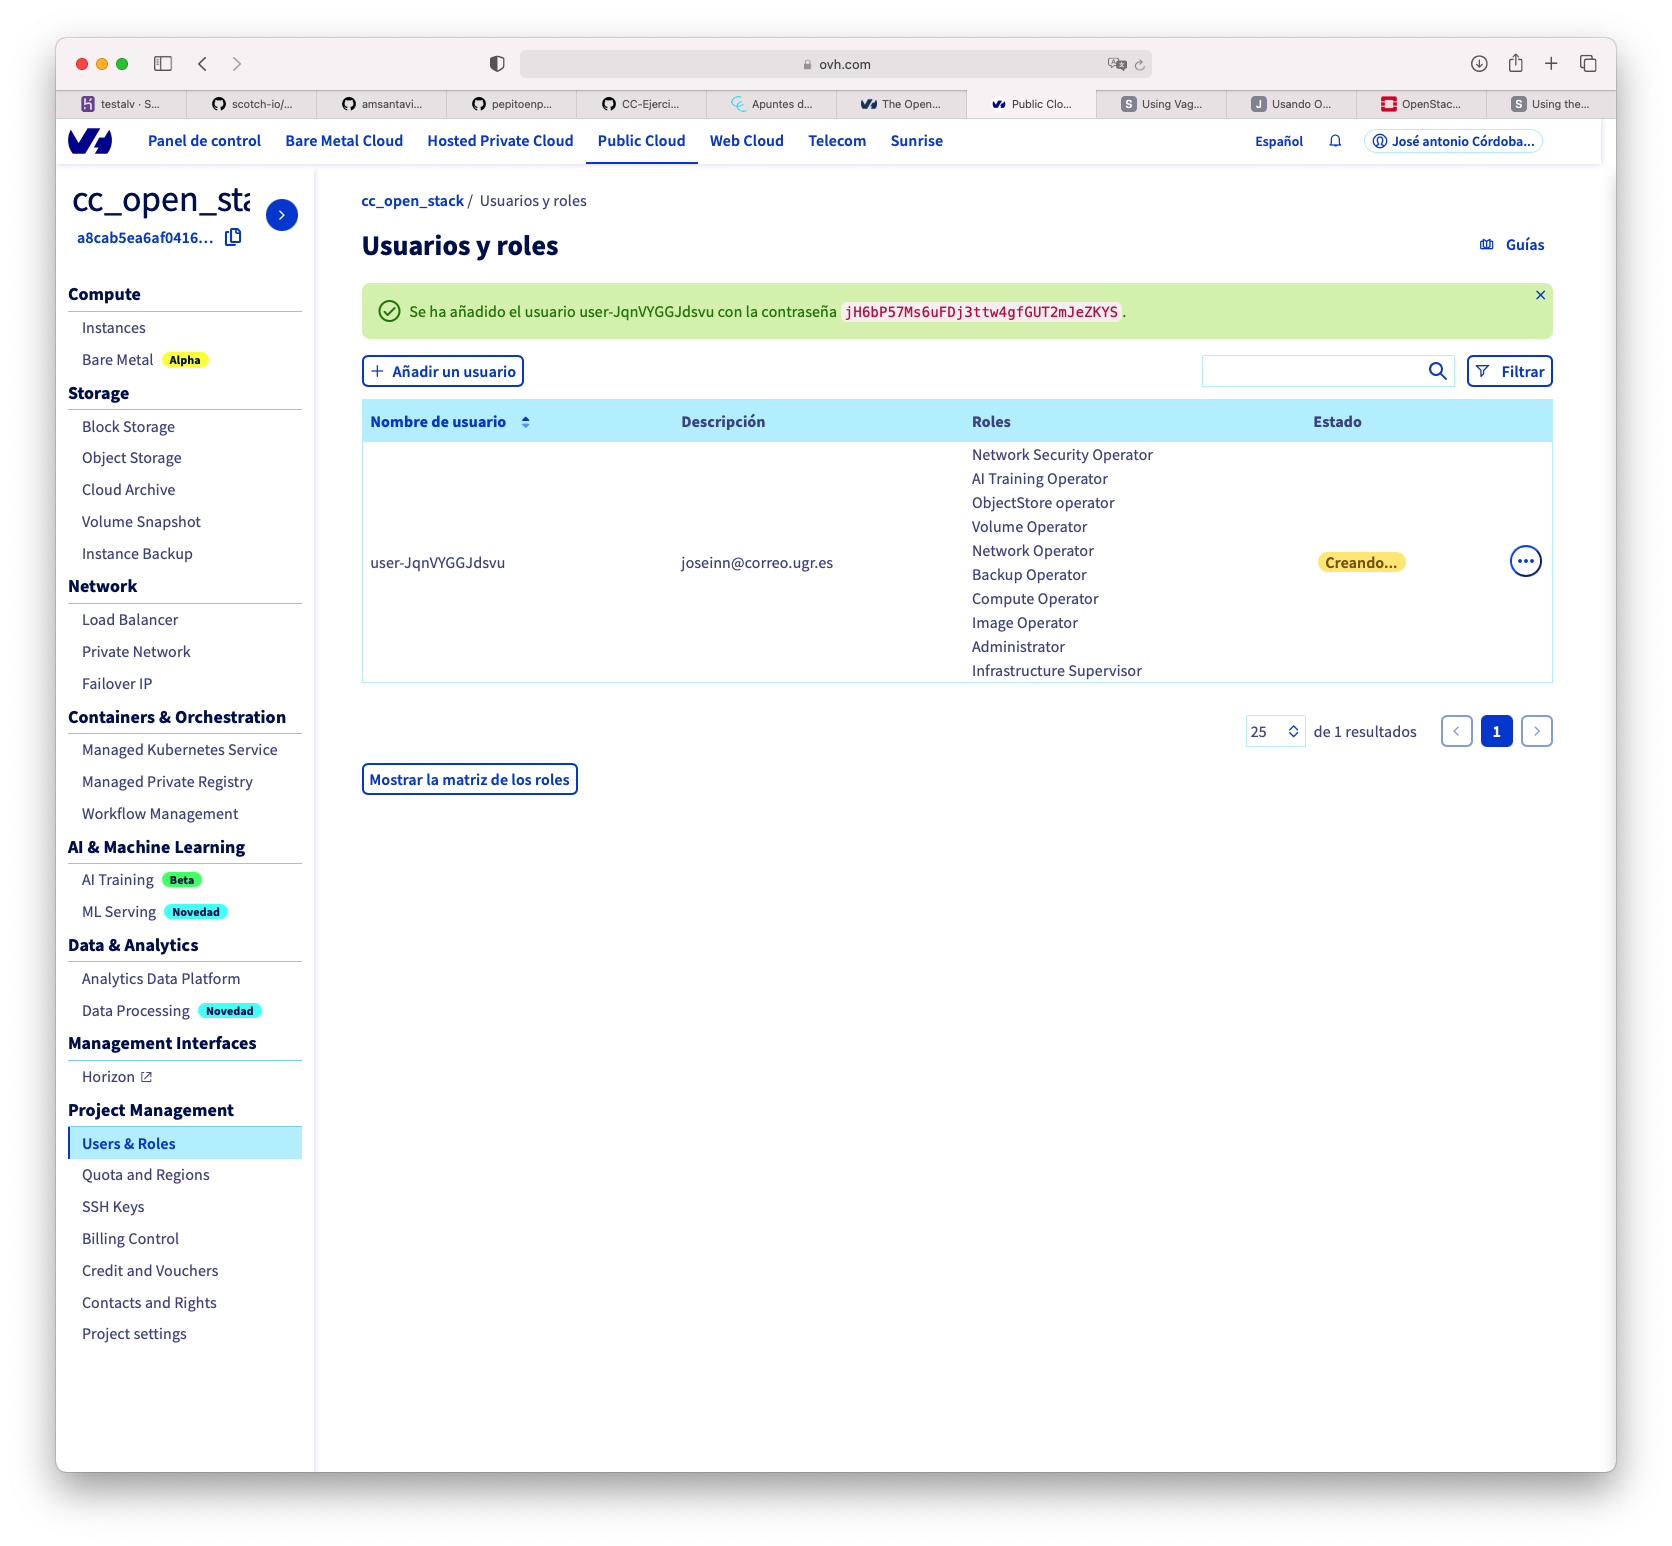 ovh.com
testalv · S...
scotch-io/...
amsantavi...
pepitoenp...
CC-Ejerci...
Apuntes d...
The Open...
Public Clo...
Using Vag...
Usando O...
OpenStac...
Using the...
Panel de control
Bare Metal Cloud
Hosted Private Cloud
Public Cloud
Web Cloud
Telecom
Sunrise
Español
José antonio Córdoba...
cc_open_sta
a8cab5ea6af0416...
Compute
Instances
Bare Metal Alpha
Storage
Block Storage
Object Storage
Cloud Archive
Volume Snapshot
Instance Backup
Network
Load Balancer
Private Network
Failover IP
Containers & Orchestration
Managed Kubernetes Service
Managed Private Registry
Workflow Management
AI & Machine Learning
AI Training Beta
ML Serving Novedad
Data & Analytics
Analytics Data Platform
Data Processing Novedad
Management Interfaces
Horizon
Project Management
Users & Roles
Quota and Regions
SSH Keys
Billing Control
Credit and Vouchers
Contacts and Rights
Project settings
cc_open_stack / Usuarios y roles
Usuarios y roles
Guías
Se ha añadido el usuario user-JqnVYGGJdsvu con la contraseña jH6bP57Ms6uFDj3ttw4gfGUT2mJeZKYS.
+ Añadir un usuario
Filtrar
Nombre de usuario
Descripción
Roles
Estado
user-JqnVYGGJdsvu
joseinn@correo.ugr.es
Network Security Operator
AI Training Operator
ObjectStore operator
Volume Operator
Network Operator
Backup Operator
Compute Operator
Image Operator
Administrator
Infrastructure Supervisor
Creando...
25
de 1 resultados
1
Mostrar la matriz de los roles